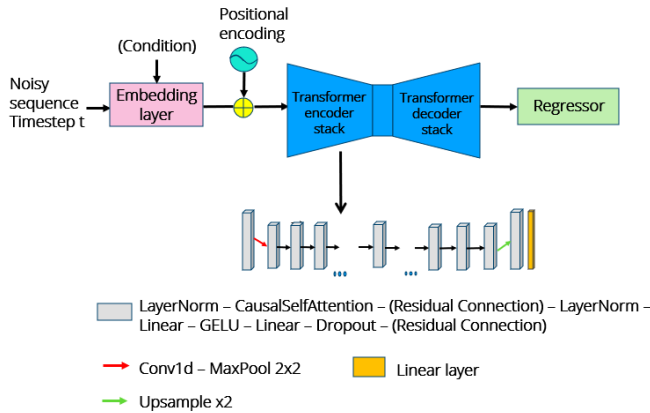 Positional
encoding
(Condition)
Noisy
sequence
Timestep t
Embedding
layer
Transformer
encoder
stack
Transformer
decoder
stack
Regressor
... ...
LayerNorm – CausalSelfAttention – (Residual Connection) – LayerNorm –
Linear – GELU – Linear – Dropout – (Residual Connection)
Conv1d – MaxPool 2x2
Linear layer
Upsample x2